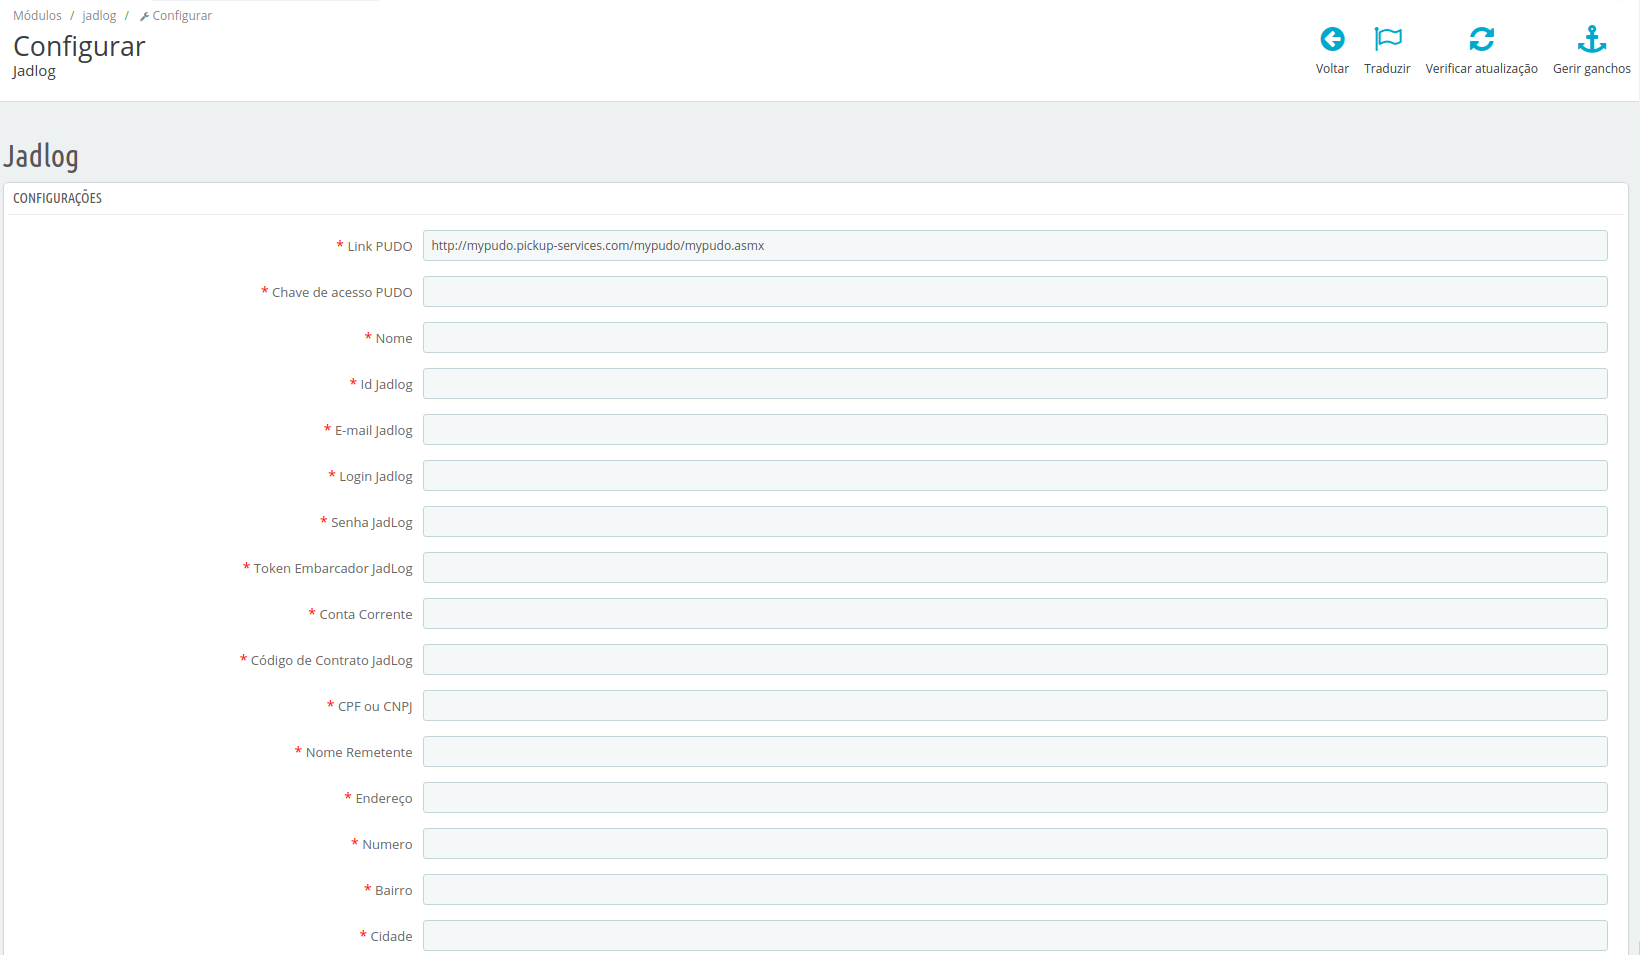 Módulos / jadlog / Configurar
Configurar
Jadlog
Voltar Traduzir Verificar atualização Gerir ganchos
Jadlog
CONFIGURAÇÕES
* Link PUDO http://mypudo.pickup-services.com/mypudo/mypudo.asmx
* Chave de acesso PUDO
* Nome
* Id Jadlog
* E-mail Jadlog
* Login Jadlog
* Senha JadLog
* Token Embarcador JadLog
* Conta Corrente
* Código de Contrato JadLog
* CPF ou CNPJ
* Nome Remetente
* Endereço
* Numero
* Bairro
* Cidade